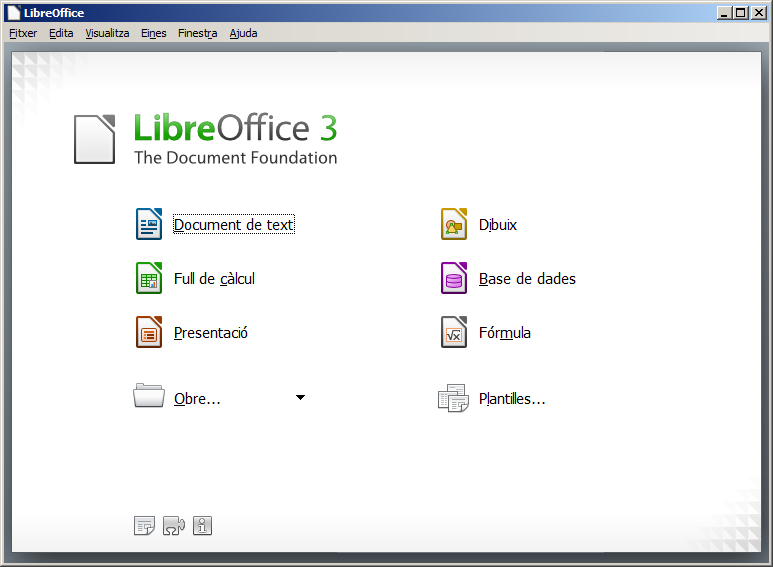 LibreOffice
Fitxer Edita Visualitza Eines Finestra Ajuda
LibreOffice 3
The Document Foundation
Document de text
Dibuix
Full de càlcul
Base de dades
Presentació
Fórmula
Obre...
Plantilles...